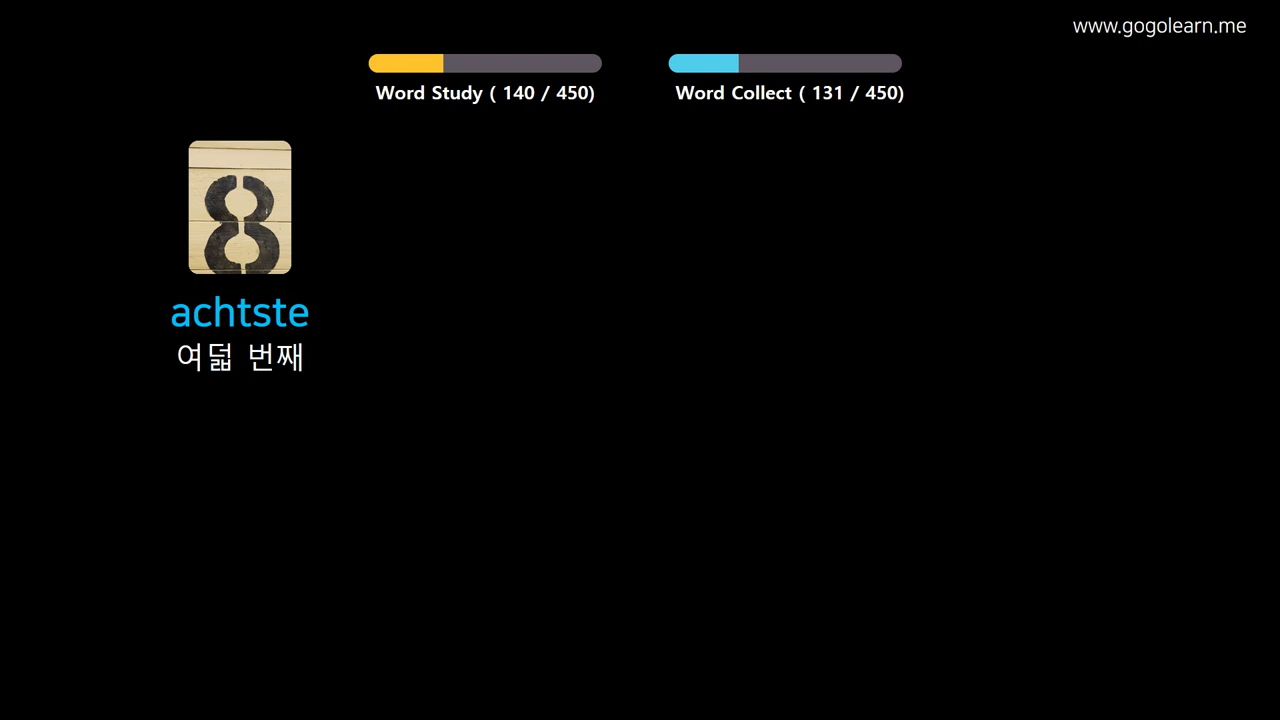 www.gogolearn.me
Word Study ( 140 / 450)
Word Collect ( 131 / 450)
8
achtste
여덟 번째